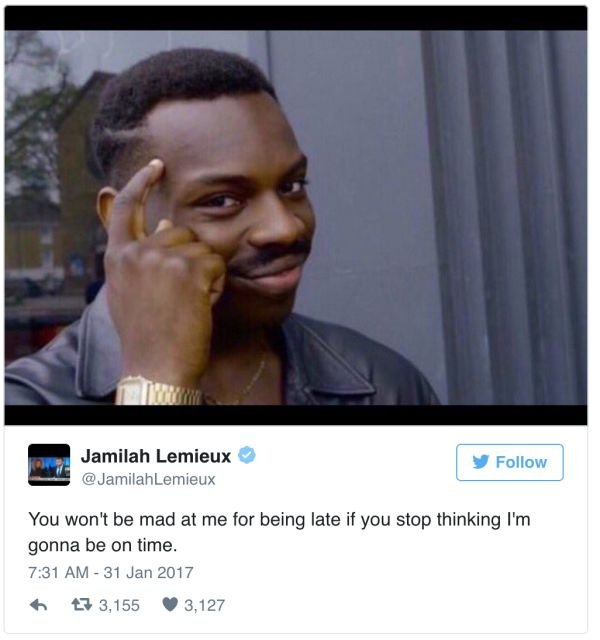 Jamilah Lemieux
@JamilahLemieux
Follow
You won't be mad at me for being late if you stop thinking I'm
gonna be on time.
7:31 AM - 31 Jan 2017
3,155 3,127